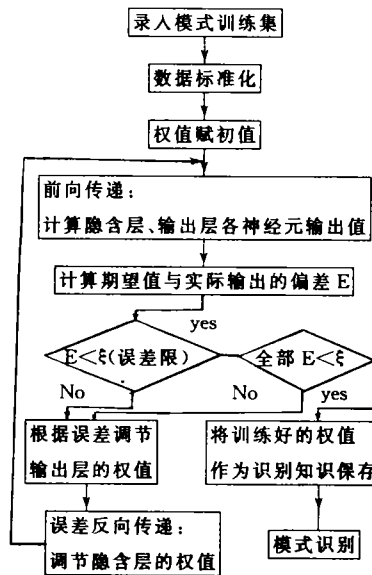 录人模式训练集
数据标准化
权值赋初值
前向传递:
计算隐含层、输出层各神经元输出值
计算期望值与实际输出的偏差 E
yes
E<ξ(误差限)
全部 E<ξ
No
No
yes
根据误差调节
输出层的权值
将训练好的权值
作为识别知识保存
误差反向传递:
调节隐含层的权值
模式识别